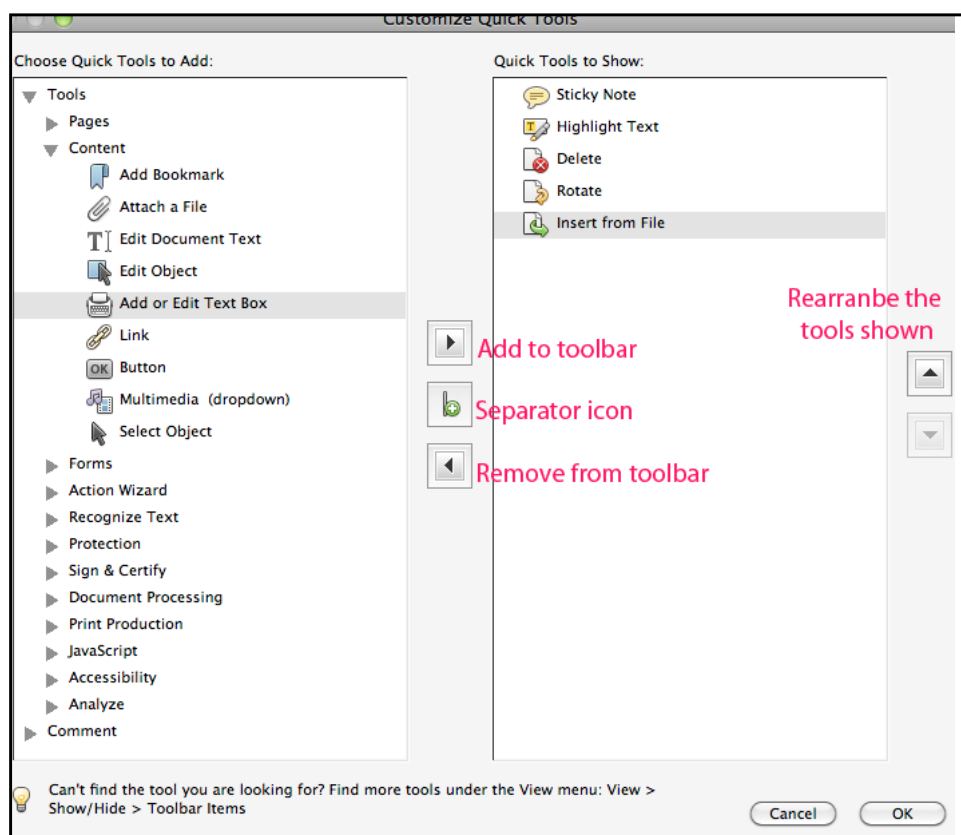 Customize Quick Tools
Choose Quick Tools to Add:
Tools
Pages
Content
Add Bookmark
Attach a File
Edit Document Text
Edit Object
Add or Edit Text Box
Link
OK Button
Multimedia (dropdown)
Select Object
Forms
Action Wizard
Recognize Text
Protection
Sign & Certify
Document Processing
Print Production
JavaScript
Accessibility
Analyze
Comment
Add to toolbar
Separator icon
Remove from toolbar
Quick Tools to Show:
Sticky Note
Highlight Text
Delete
Rotate
Insert from File
Rearranbe the
tools shown
Can't find the tool you are looking for? Find more tools under the View menu: View >
Show/Hide > Toolbar Items
Cancel
OK